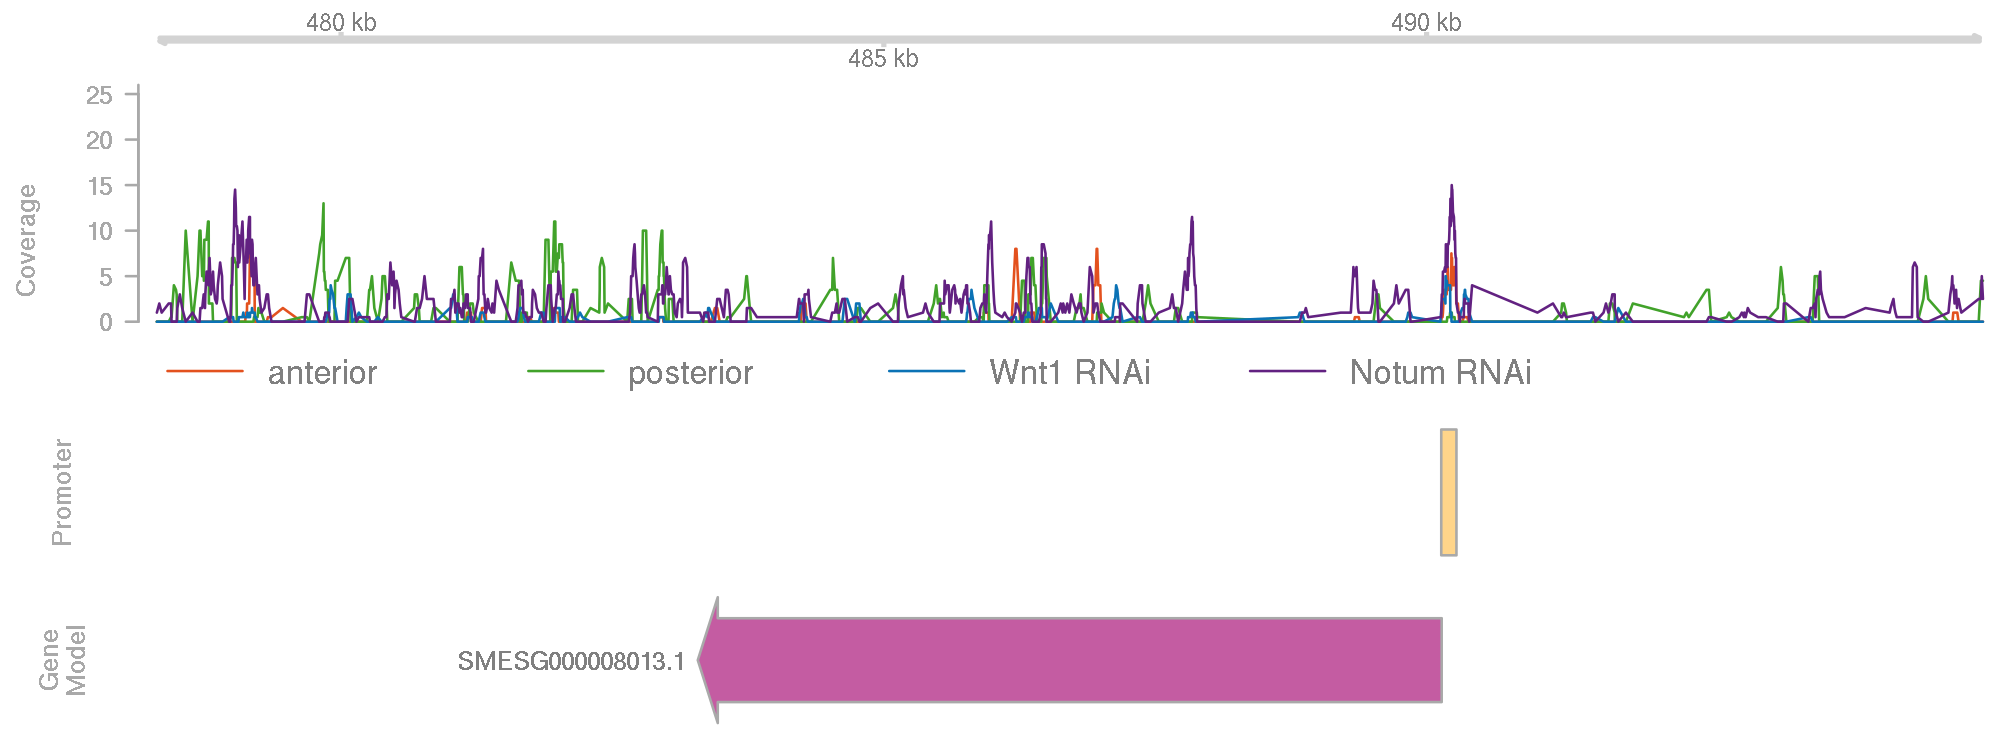 480 kb
490 kb
485 kb
Coverage
25
20
15
10
5
0
anterior posterior Wnt1 RNAi Notum RNAi
Promoter
Gene
Model
SMESG000008013.1